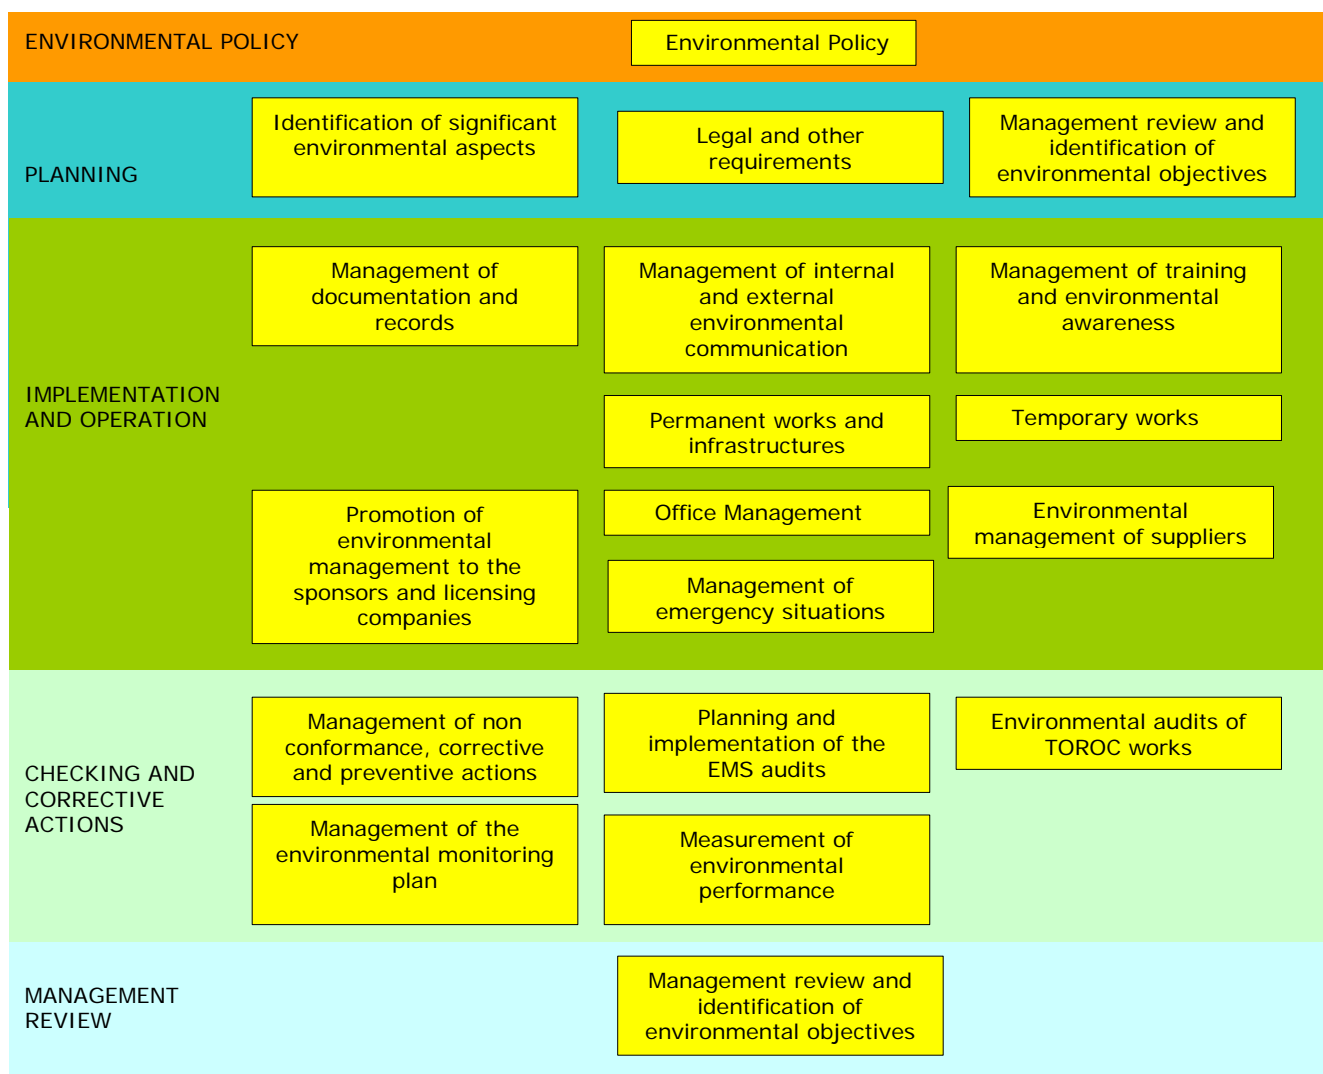 ENVIRONMENTAL POLICY
Environmental Policy
PLANNING
Identification of significant
environmental aspects
Legal and other
requirements
Management review and
identification of
environmental objectives
IMPLEMENTATION
AND OPERATION
Management of
documentation and
records
Management of internal
and external
environmental
communication
Management of training
and environmental
awareness
Permanent works and
infrastructures
Temporary works
Promotion of
environmental
management to the
sponsors and licensing
companies
Office Management
Environmental
management of suppliers
Management of
emergency situations
CHECKING AND
CORRECTIVE
ACTIONS
Management of non
conformance, corrective
and preventive actions
Planning and
implementation of the
EMS audits
Environmental audits of
TOROC works
Management of the
environmental monitoring
plan
Measurement of
environmental
performance
MANAGEMENT
REVIEW
Management review and
identification of
environmental objectives